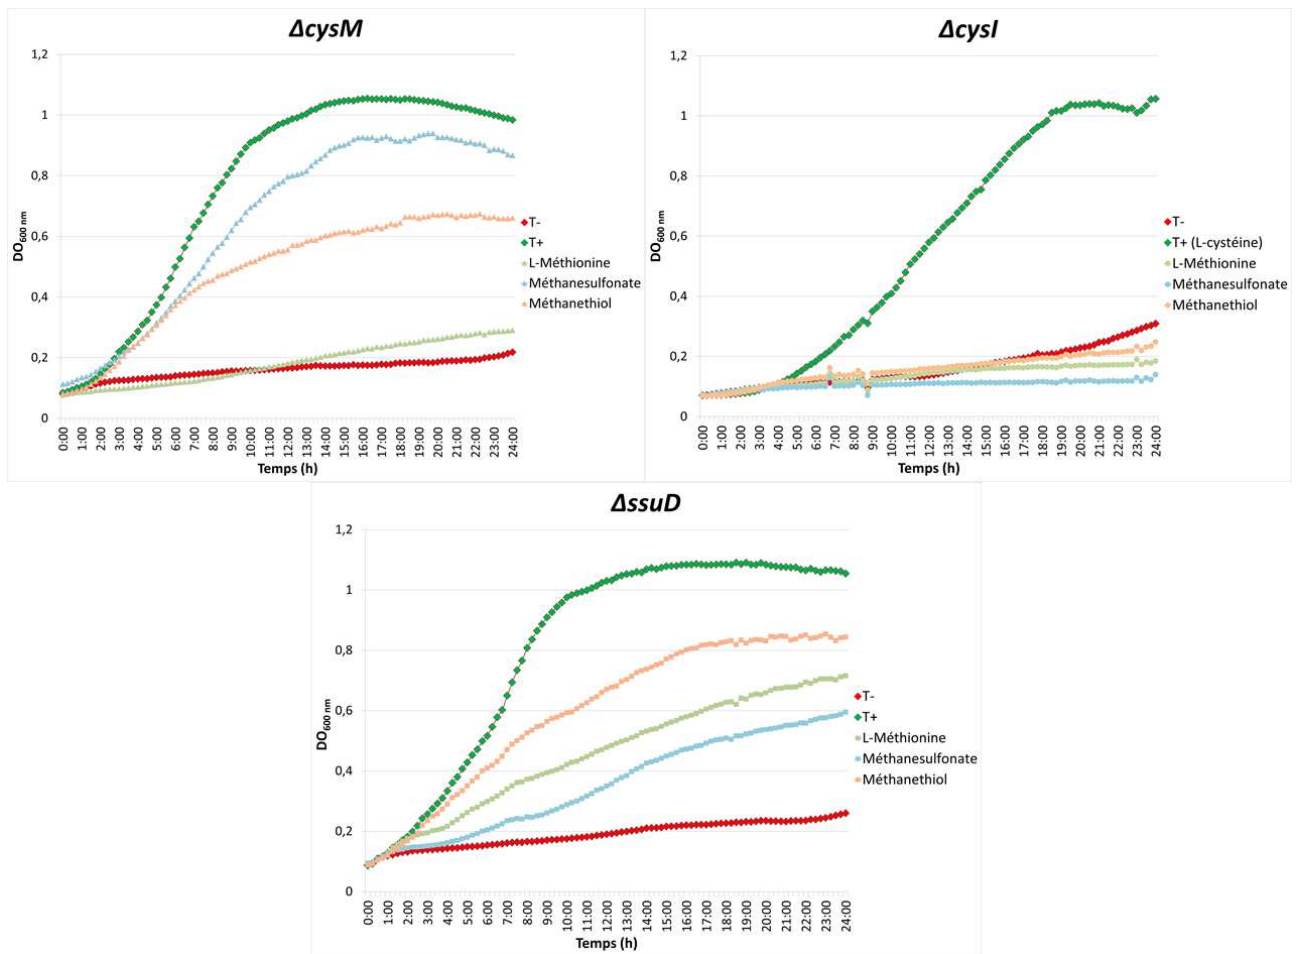 ΔcysM
1,2
1
0,8
0,6
0,4
0,2
0
DO600 nm
0:00 1:00 2:00 3:00 4:00 5:00 6:00 7:00 8:00 9:00 10:00 11:00 12:00 13:00 14:00 15:00 16:00 17:00 18:00 19:00 20:00 21:00 22:00 23:00 24:00
Temps (h)
T-
T+
L-Méthionine
Méthanesulfonate
Méthanethiol
ΔcysI
1,2
1
0,8
0,6
0,4
0,2
0
DO600 nm
0:00 1:00 2:00 3:00 4:00 5:00 6:00 7:00 8:00 9:00 10:00 11:00 12:00 13:00 14:00 15:00 16:00 17:00 18:00 19:00 20:00 21:00 22:00 23:00 24:00
Temps (h)
T-
T+ (L-cystéine)
L-Méthionine
Méthanesulfonate
Méthanethiol
ΔssuD
1,2
1
0,8
0,6
0,4
0,2
0
DO600 nm
0:00 1:00 2:00 3:00 4:00 5:00 6:00 7:00 8:00 9:00 10:00 11:00 12:00 13:00 14:00 15:00 16:00 17:00 18:00 19:00 20:00 21:00 22:00 23:00 24:00
Temps (h)
T-
T+
L-Méthionine
Méthanesulfonate
Méthanethiol